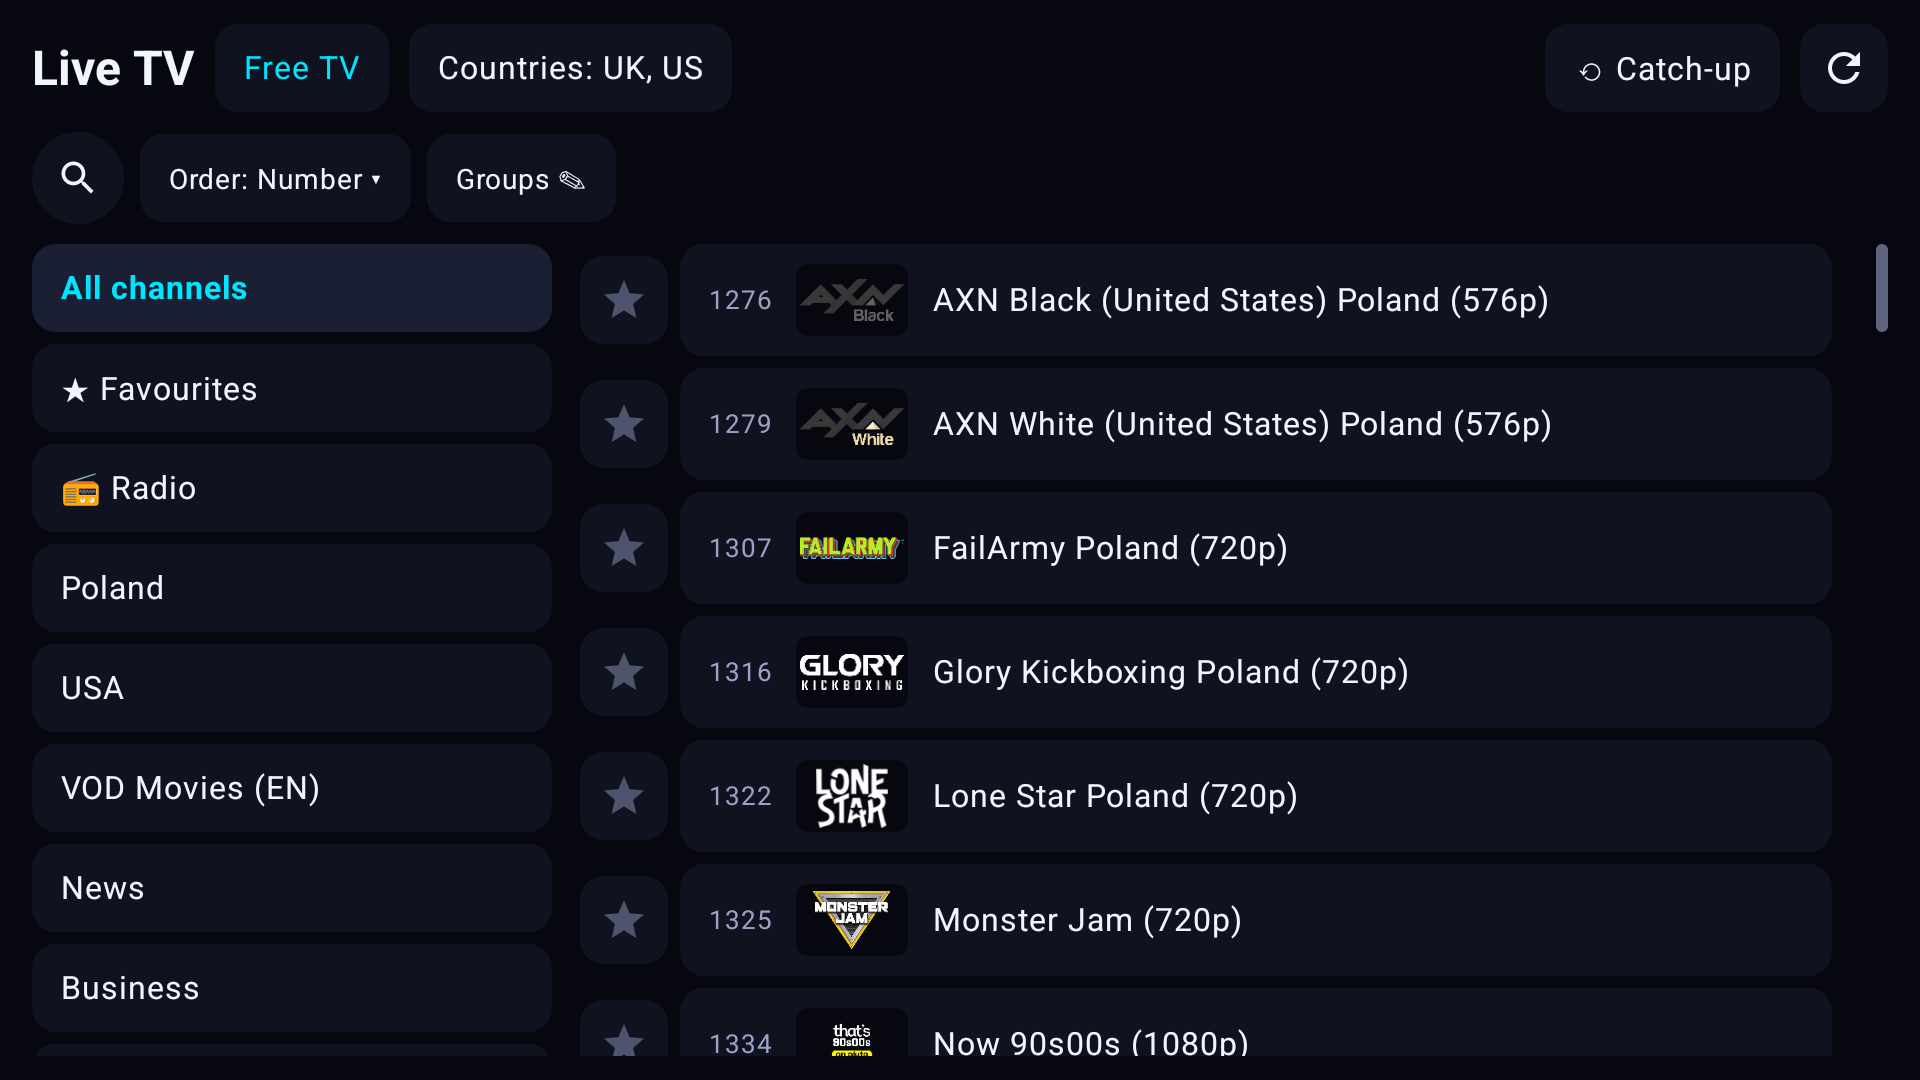 Live TV
Free TV
Countries: UK, US
Catch-up
Order: Number ▾
Groups ✎
All channels
★ Favourites
📻 Radio
Poland
USA
VOD Movies (EN)
News
Business
1276 AXN Black AXN Black (United States) Poland (576p)
1279 AXN White AXN White (United States) Poland (576p)
1307 FAILARMY FailArmy Poland (720p)
1316 GLORY KICKBOXING Glory Kickboxing Poland (720p)
1322 LONE STAR Lone Star Poland (720p)
1325 MONSTER JAM Monster Jam (720p)
1334 that's 90s00s Now 90s00s (1080p)